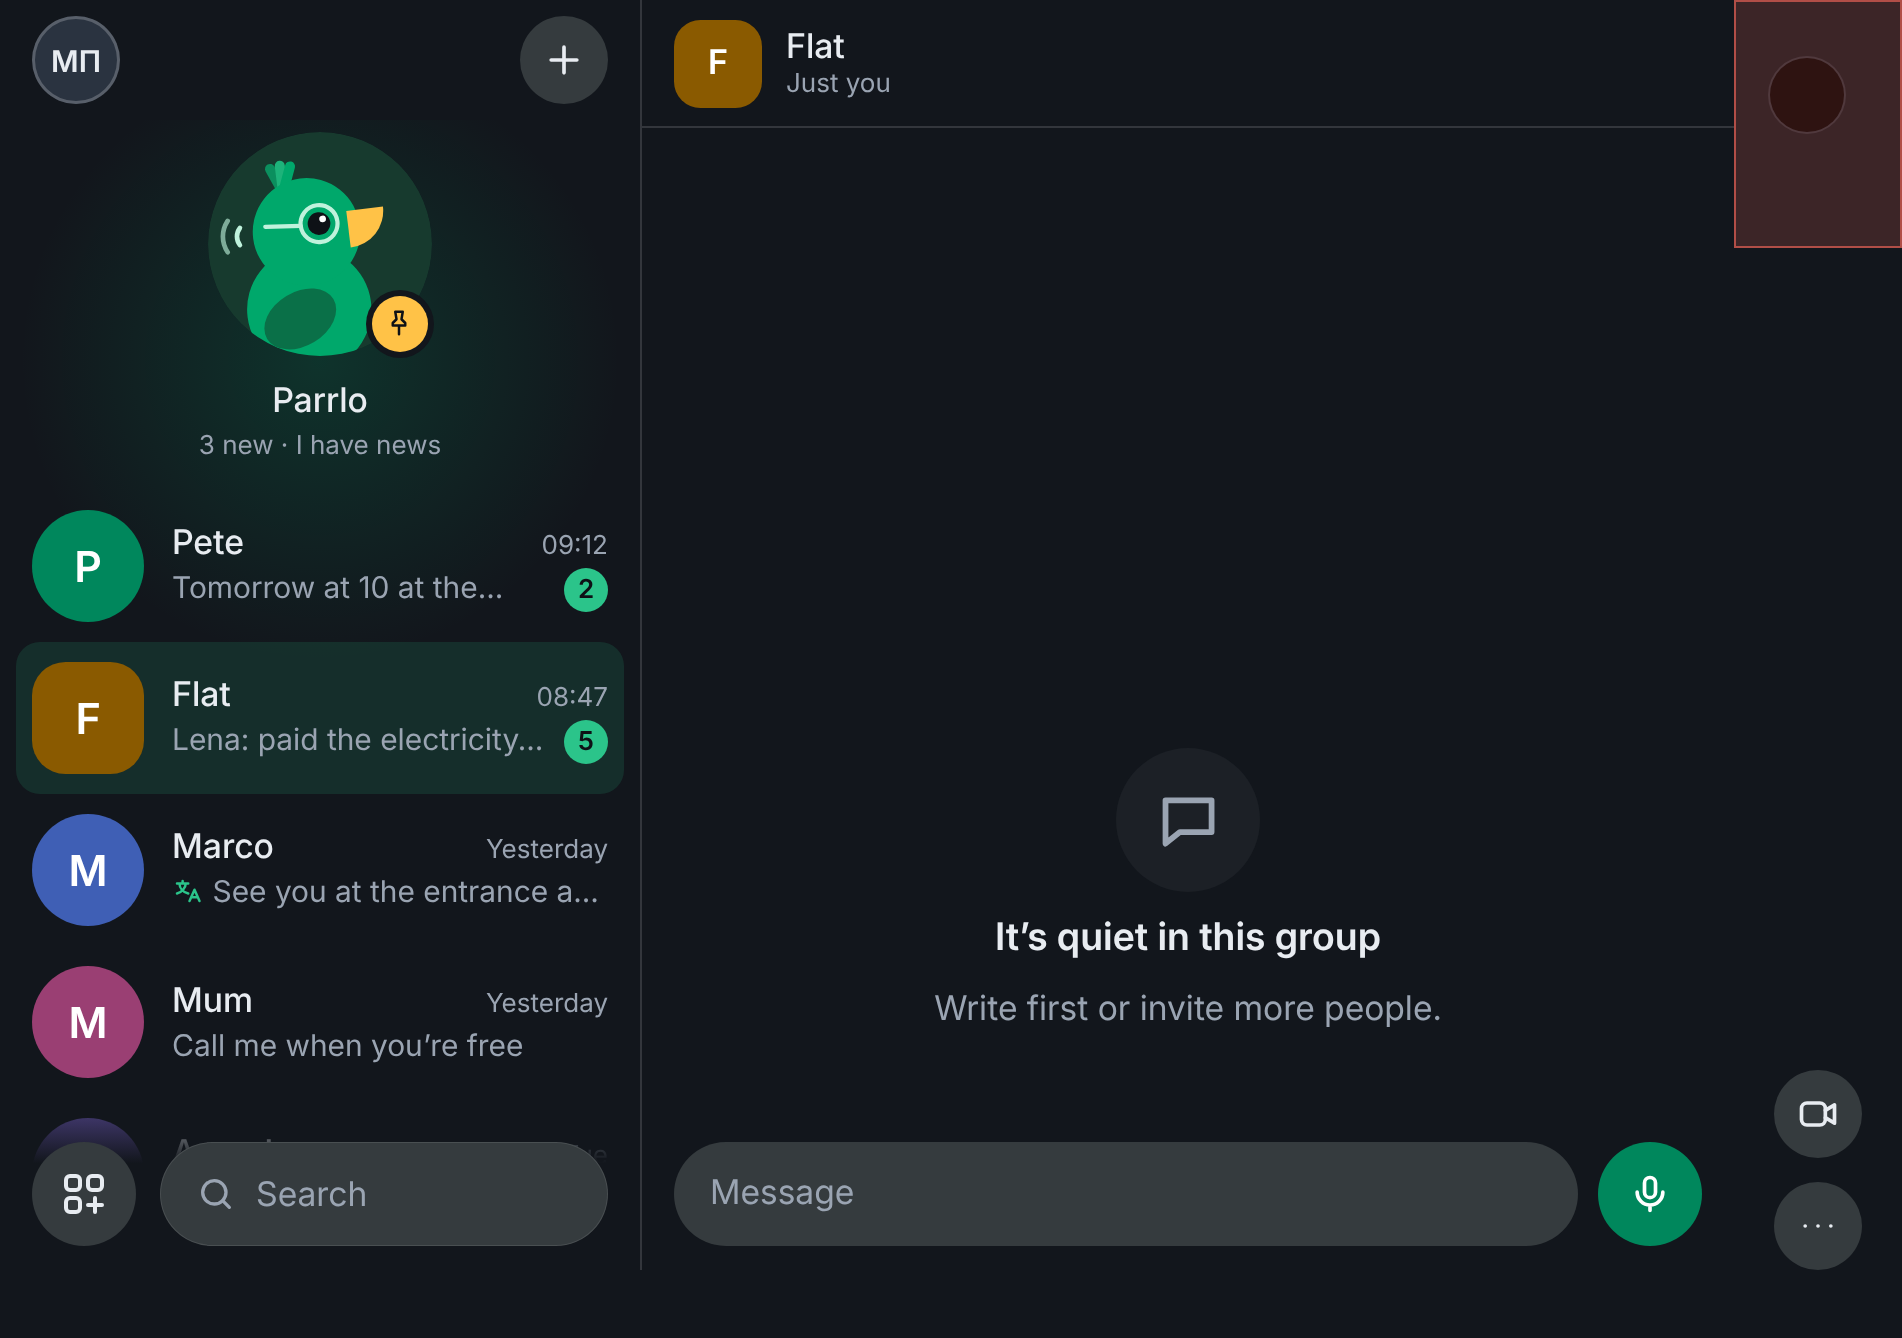 МП
Parrlo
3 new · I have news
P
Pete
09:12
Tomorrow at 10 at the...
2
F
Flat
08:47
Lena: paid the electricity...
5
M
Marco
Yesterday
See you at the entrance a...
M
Mum
Yesterday
Call me when you’re free
Search
F
Flat
Just you
It’s quiet in this group
Write first or invite more people.
Message